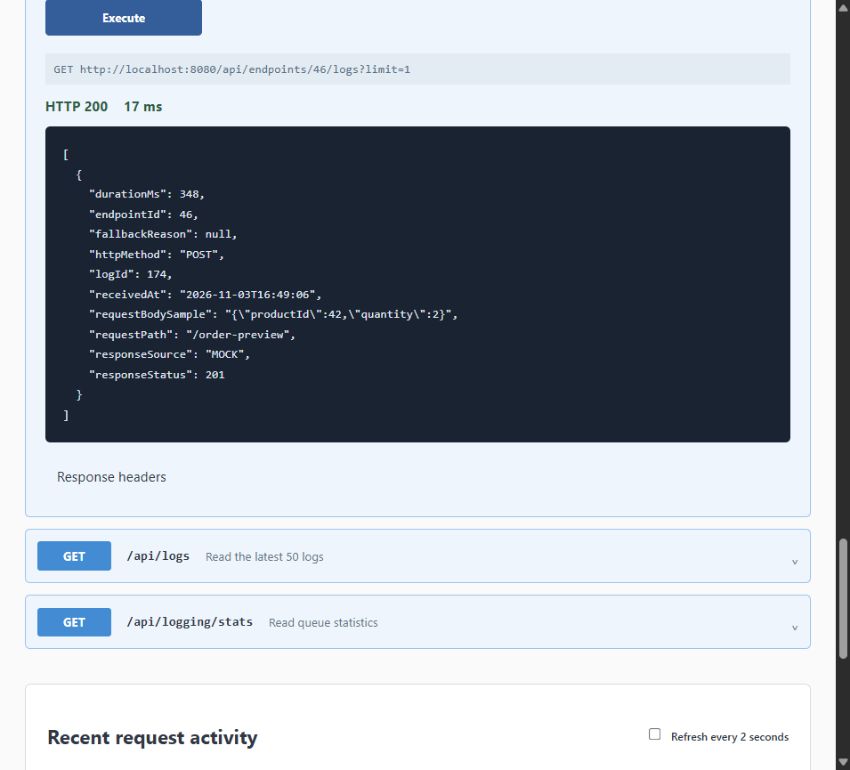 Execute
GET http://localhost:8080/api/endpoints/46/logs?limit=1
HTTP 200 17 ms
[
{
"durationMs": 348,
"endpointId": 46,
"fallbackReason": null,
"httpMethod": "POST",
"logId": 174,
"receivedAt": "2026-11-03T16:49:06",
"requestBodySample": "{\"productId\":42,\"quantity\":2}",
"requestPath": "/order-preview",
"responseSource": "MOCK",
"responseStatus": 201
}
]
Response headers
GET /api/logs Read the latest 50 logs
GET /api/logging/stats Read queue statistics
Recent request activity Refresh every 2 seconds